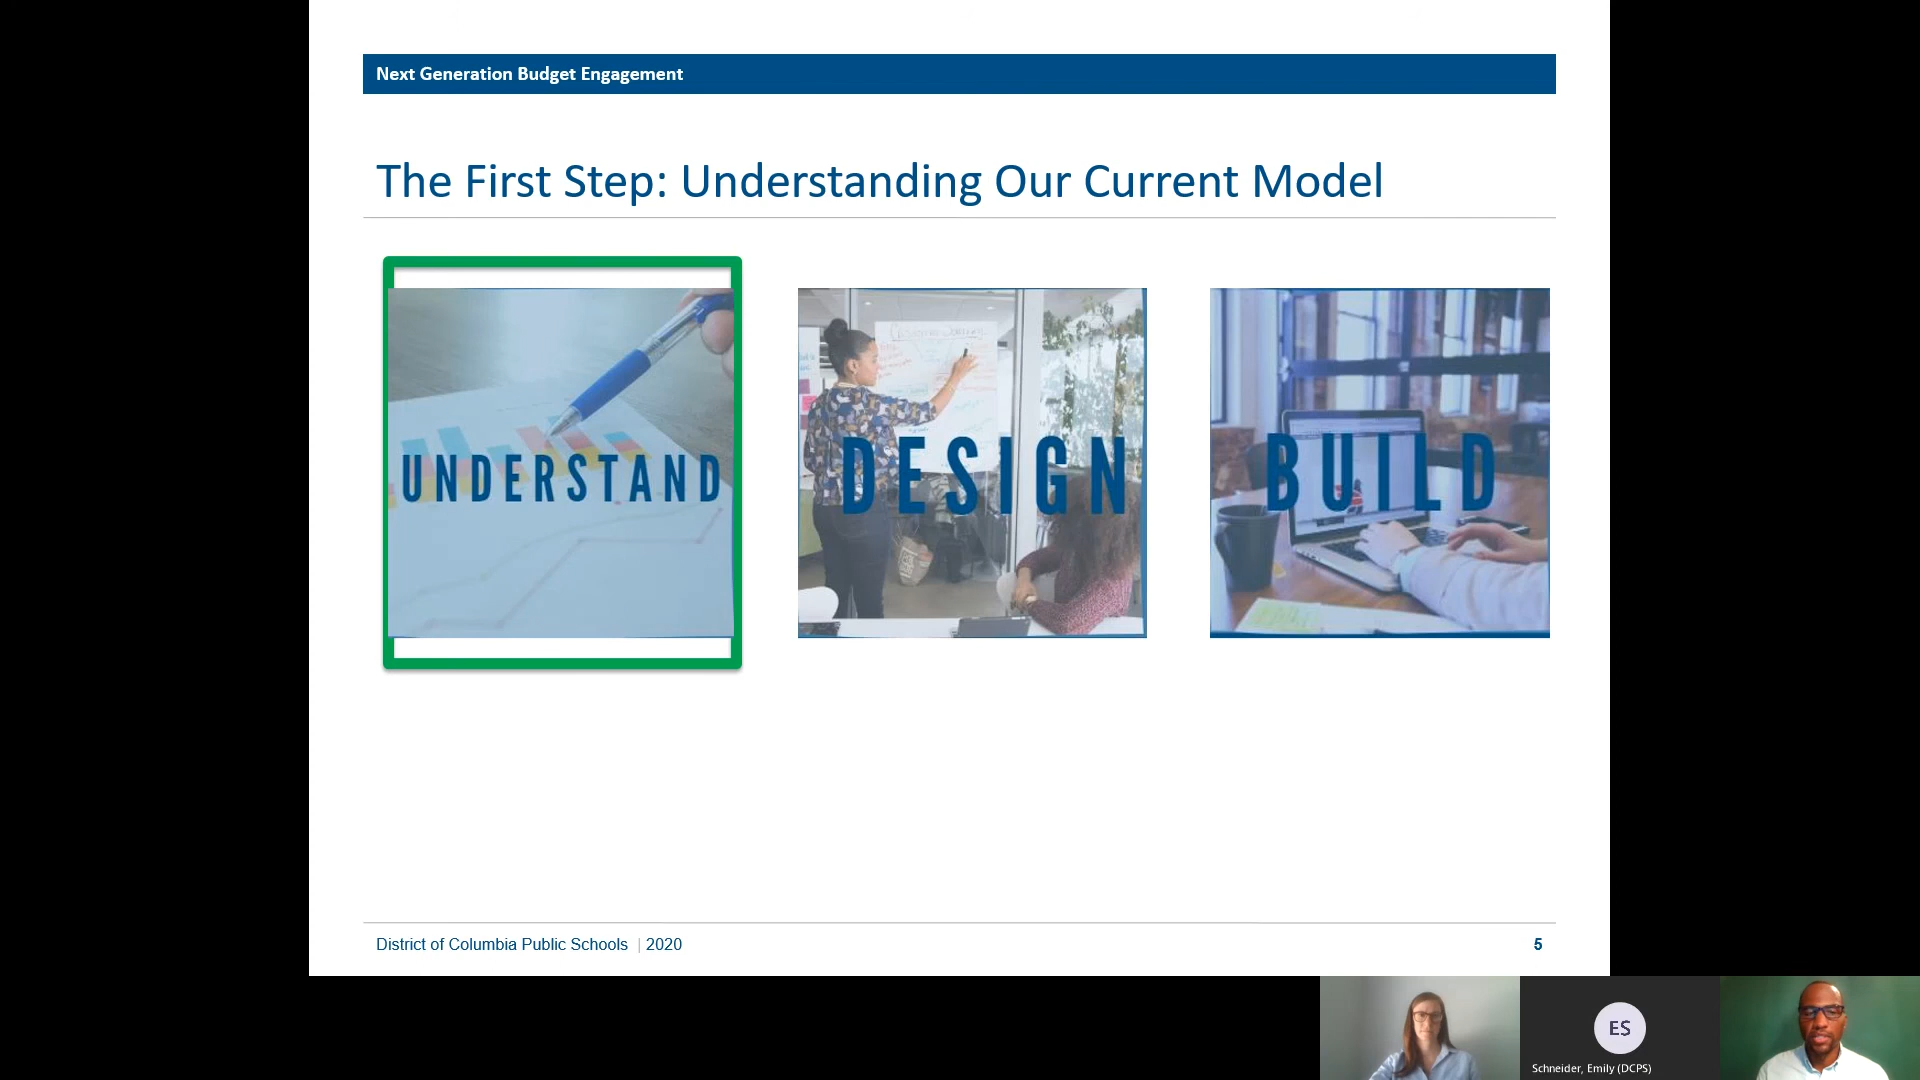 Next Generation Budget Engagement
The First Step: Understanding Our Current Model
UNDERSTAND
DESIGN
BUILD
District of Columbia Public Schools | 2020
5
ES
Schneider, Emily (DCPS)